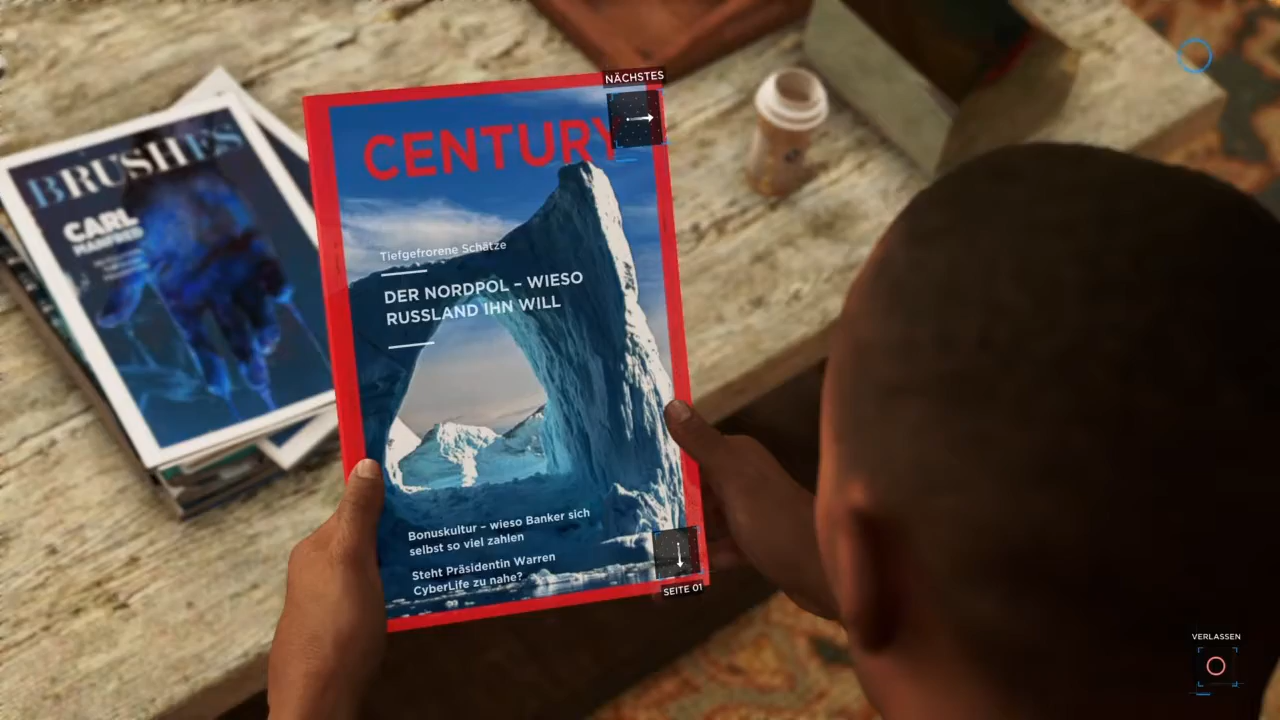 NÄCHSTES
CENTURY
BRUSHES
CARL
MANFRED
Tiefgefrorene Schätze
DER NORDPOL – WIESO
RUSSLAND IHN WILL
Bonuskultur – wieso Banker sich
selbst so viel zahlen
Steht Präsidentin Warren
CyberLife zu nahe?
SEITE 01
VERLASSEN